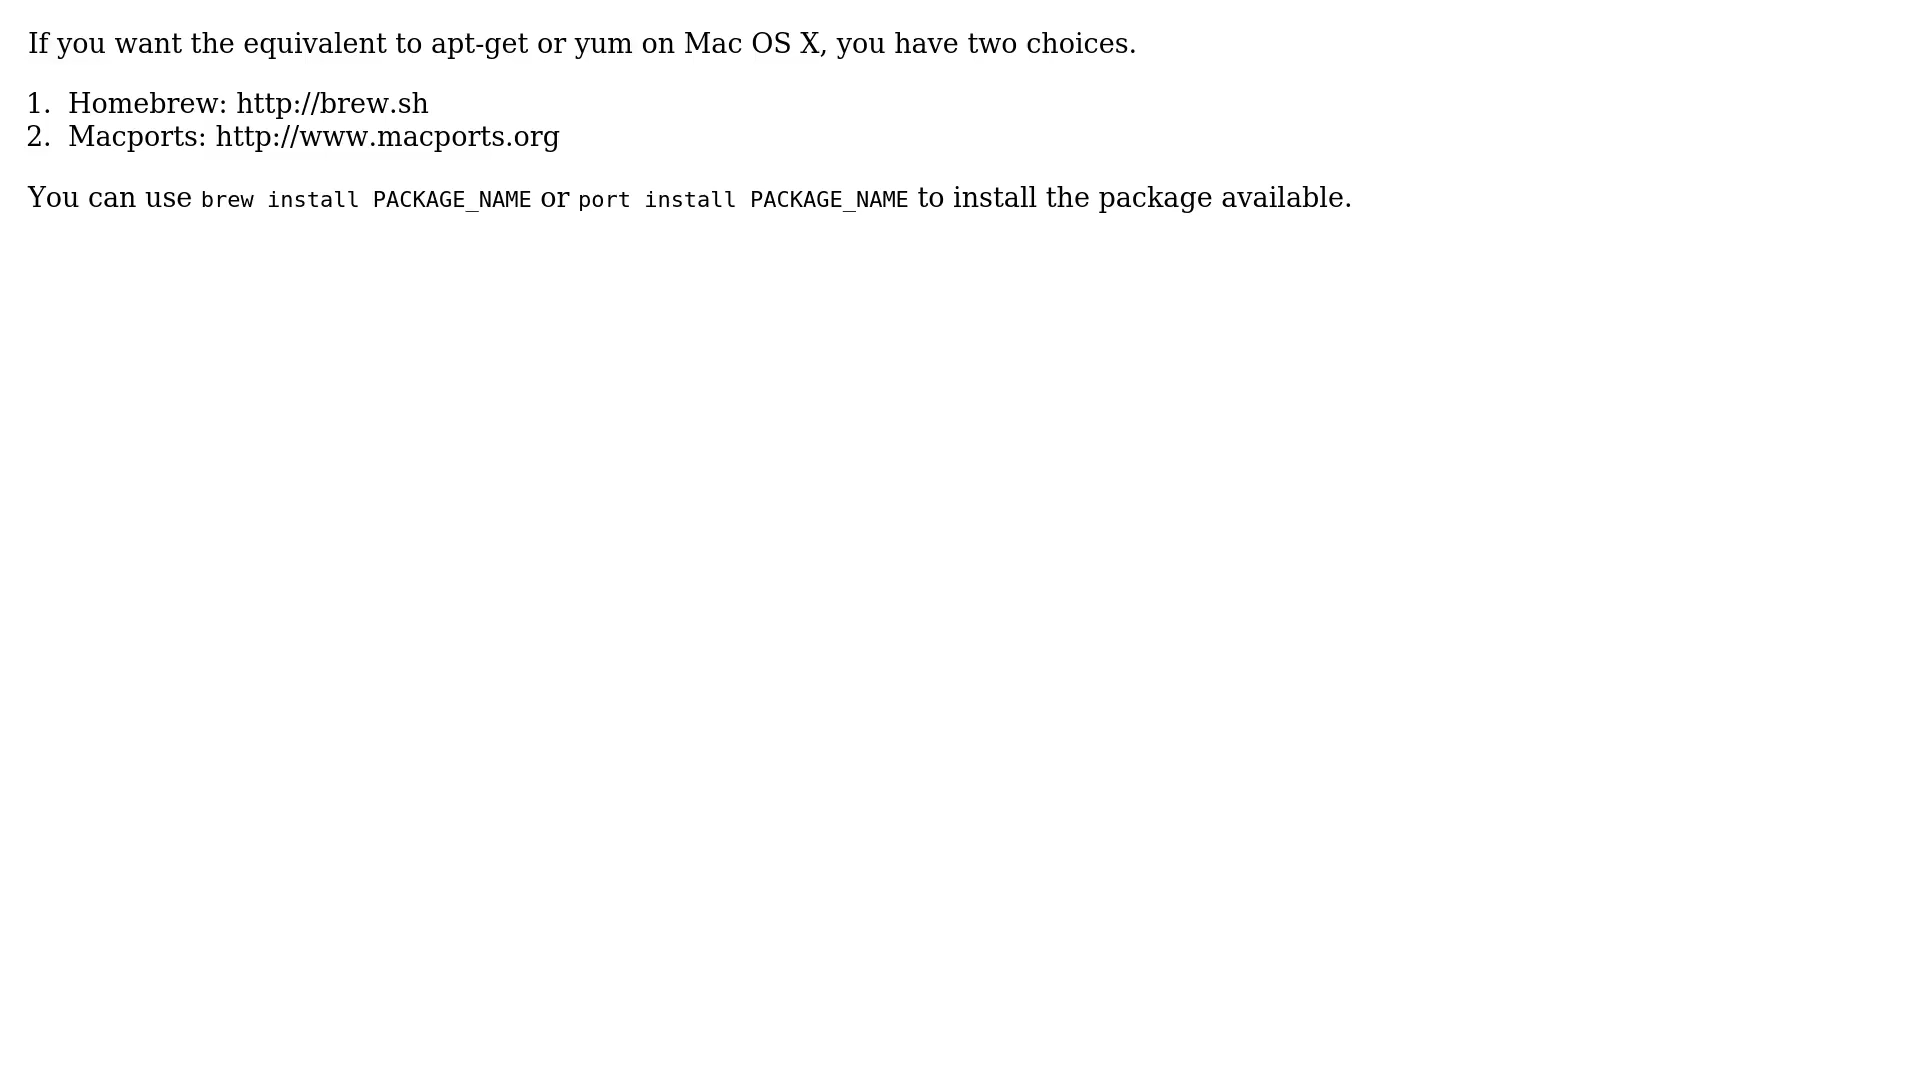 If you want the equivalent to apt-get or yum on Mac OS X, you have two choices.
1. Homebrew: http://brew.sh
2. Macports: http://www.macports.org
You can use brew install PACKAGE_NAME or port install PACKAGE_NAME to install the package available.